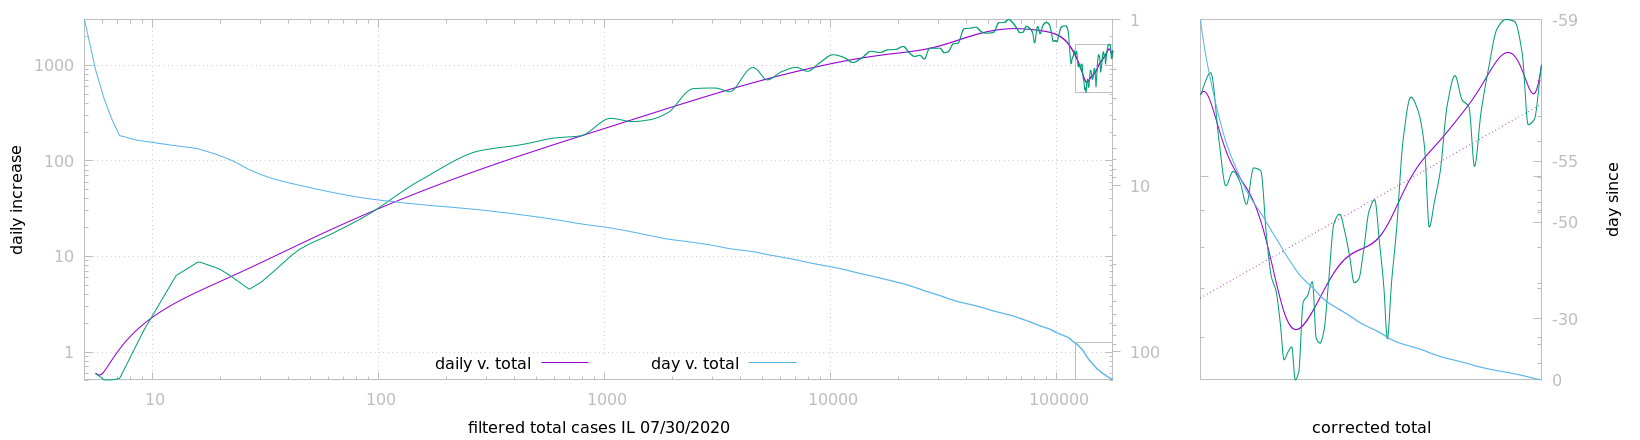 daily increase
1000
100
10
1
10
100
1000
10000
100000
filtered total cases IL 07/30/2020
daily v. total
day v. total
1
10
100
-59
-55
-50
-30
0
day since
corrected total